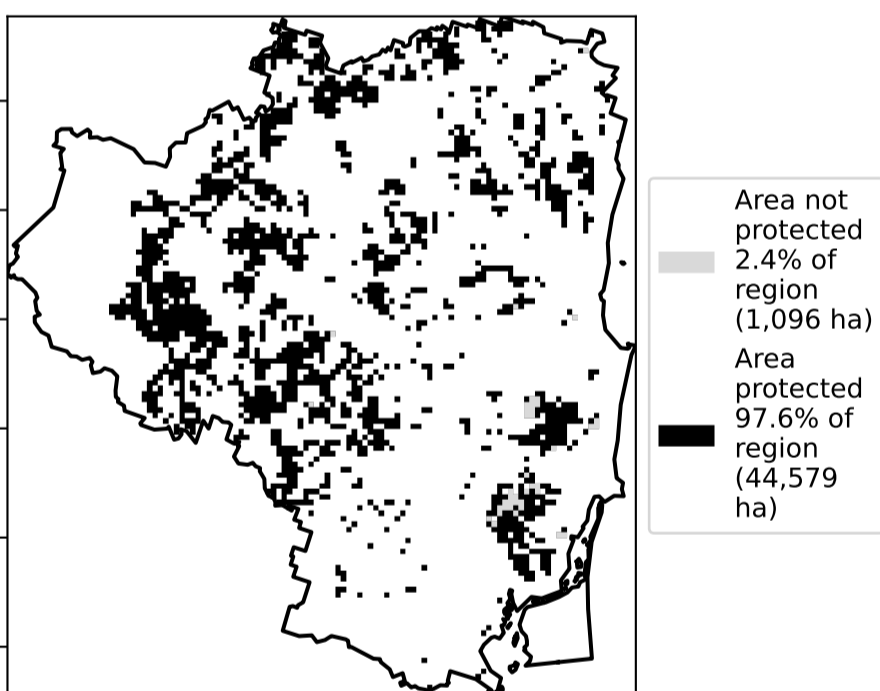 Area not
protected
2.4% of
region
(1,096 ha)
Area
protected
97.6% of
region
(44,579
ha)